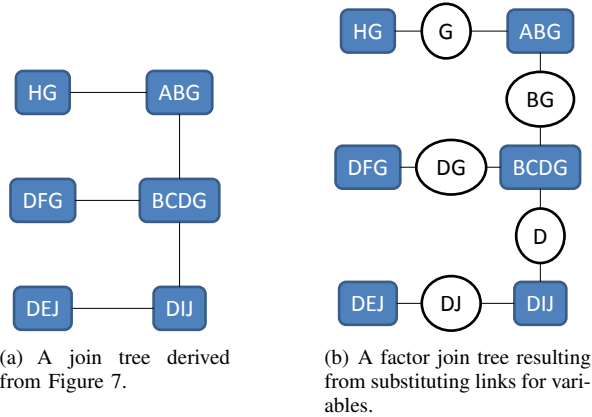 HG
ABG
DFG
BCDG
DEJ
DIJ
(a) A join tree derived
from Figure 7.
HG
G
ABG
BG
DFG
DG
BCDG
D
DEJ
DJ
DIJ
(b) A factor join tree resulting
from substituting links for vari-
ables.